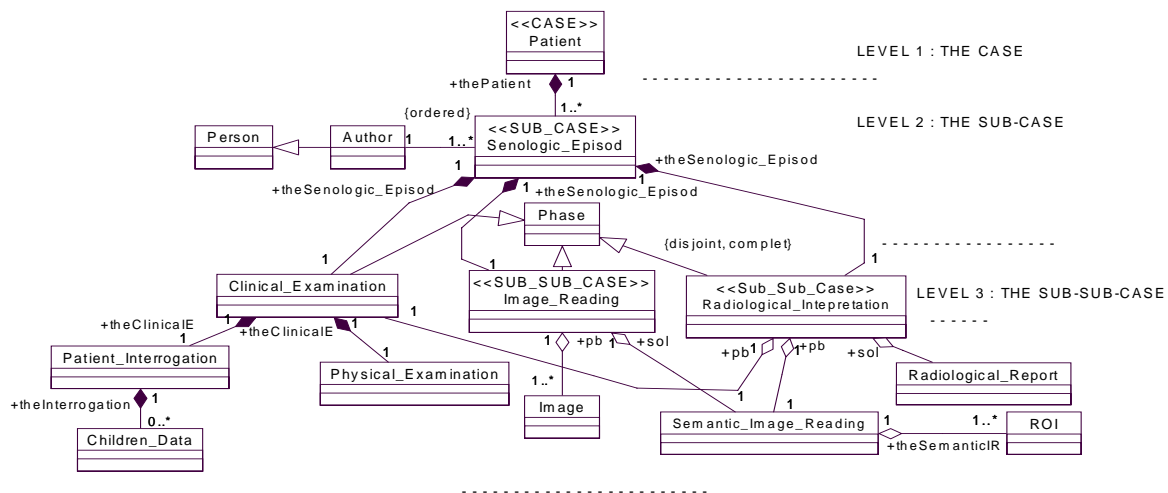 <<CASE>>
Patient
LEVEL 1 : THE CASE
+thePatient
1
1..*
{ordered}
LEVEL 2 : THE SUB-CASE
Person
Author
1
1..*
<<SUB_CASE>>
Senologic_Episod
+theSenologic_Episod
1
+theSenologic_Episod
1
+theSenologic_Episod
1
Phase
{disjoint, complet}
1
1
1
Clinical_Examination
<<SUB_SUB_CASE>>
Image_Reading
<<Sub_Sub_Case>>
Radiological_Intepretation
LEVEL 3 : THE SUB-SUB-CASE
+theClinicalE
1
+theClinicalE
1
1
1
+pb
1
+sol
1
+pb
1
+pb
1
+sol
Patient_Interrogation
Physical_Examination
Radiological_Report
+theInterrogation
1
0..*
1..*
Image
1
1
Semantic_Image_Reading
1
1..*
+theSemanticIR
ROI
Children_Data